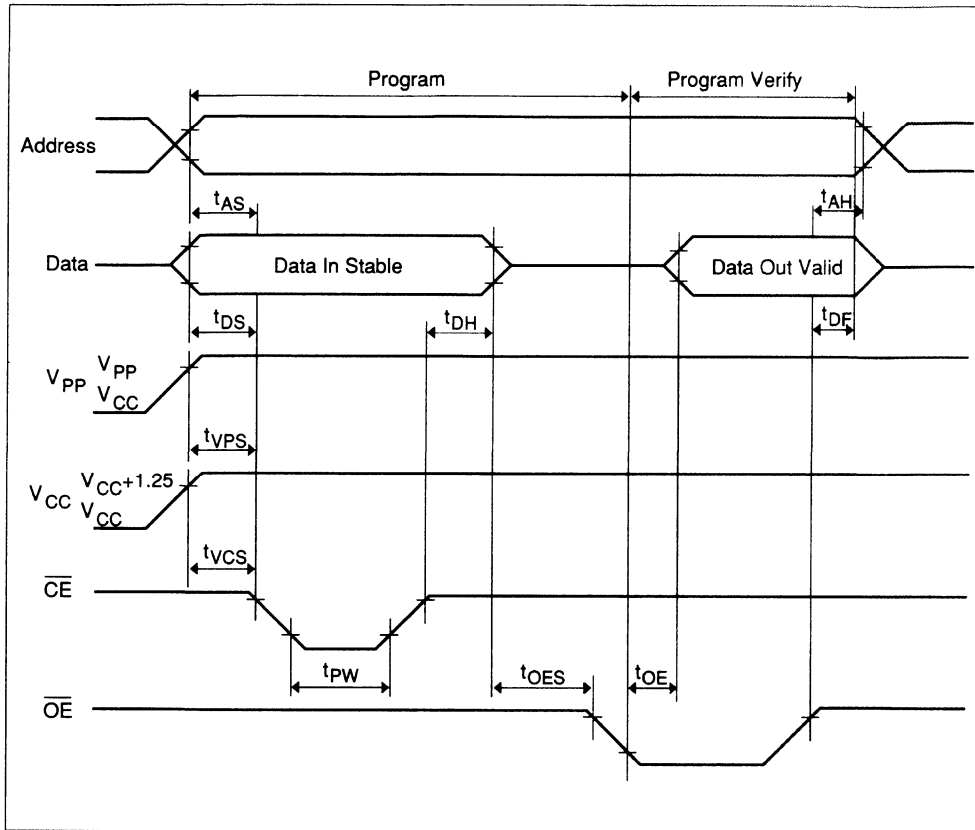 Program
Program Verify
Address
tAS
tAH
Data
Data In Stable
Data Out Valid
tDS
tDH
tDF
VPP
VPP
VCC
tVPS
VCC
VCC+1.25
VCC
tVCS
CE
tPW
tOES
tOE
OE